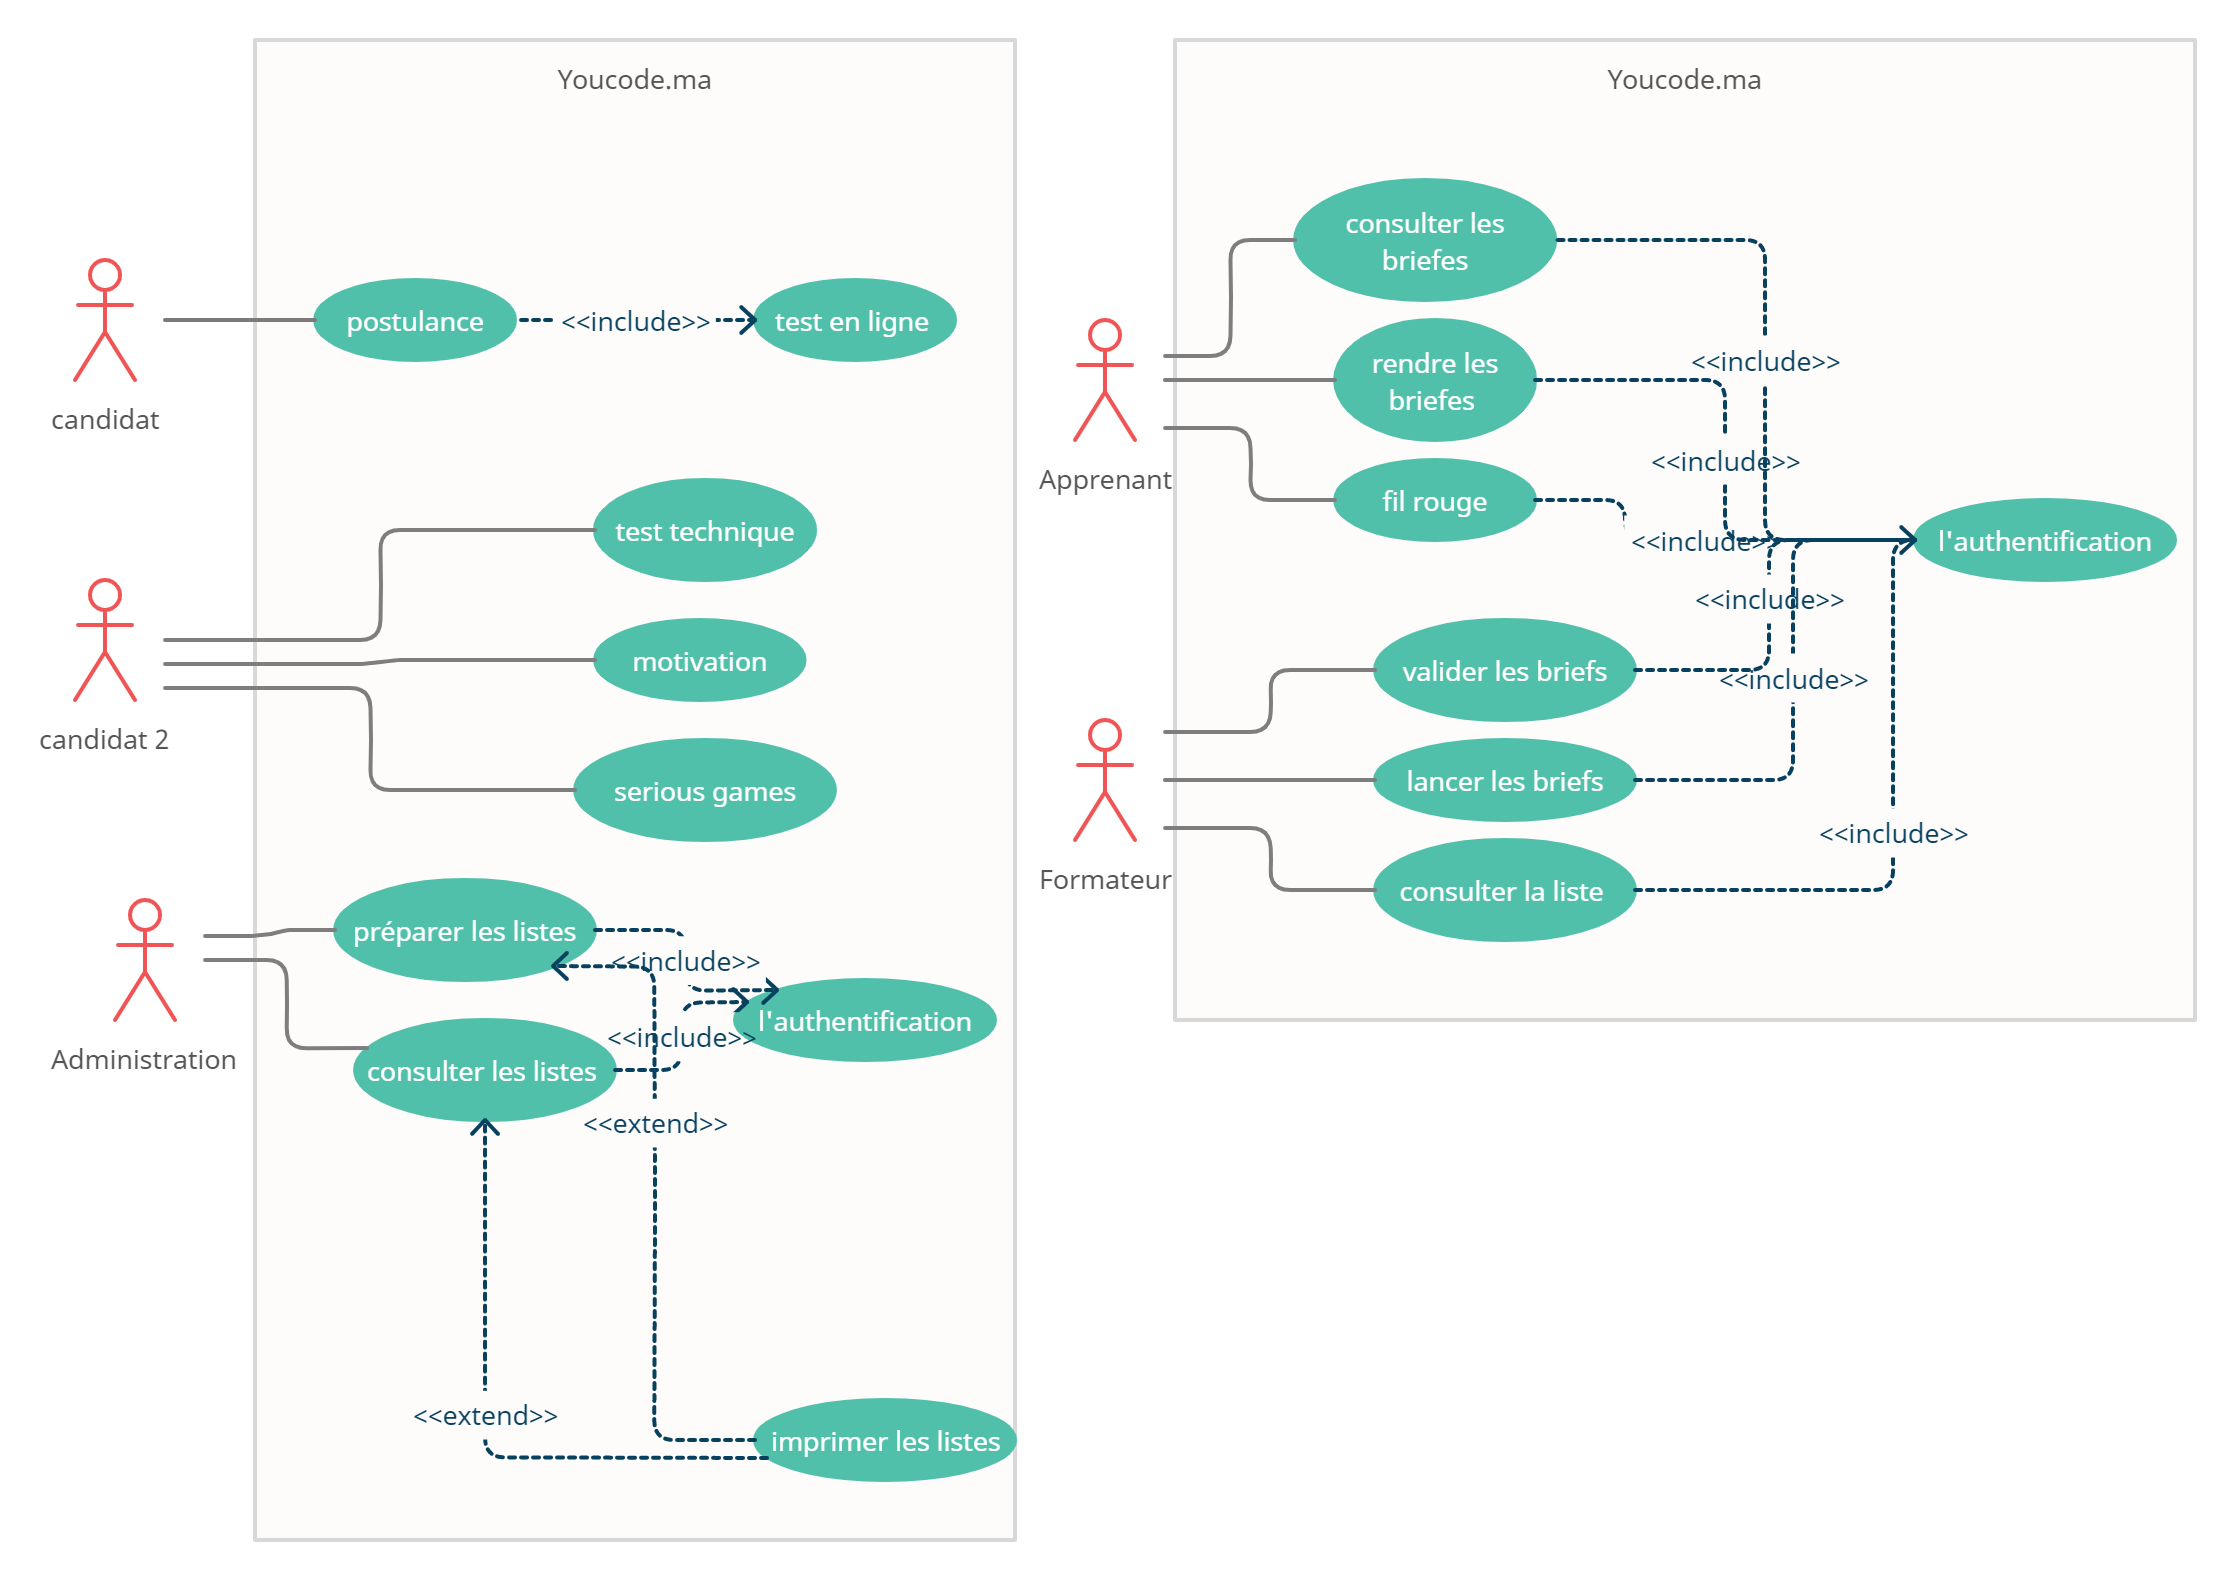 Youcode.ma
postulance
<<include>>
test en ligne
candidat
test technique
motivation
candidat 2
serious games
préparer les listes
<<include>>
l'authentification
<<include>>
Administration
consulter les listes
<<extend>>
<<extend>>
imprimer les listes
Youcode.ma
consulter les
briefes
<<include>>
rendre les
briefes
<<include>>
Apprenant
fil rouge
<<include>>
l'authentification
<<include>>
valider les briefs
<<include>>
lancer les briefs
<<include>>
Formateur
consulter la liste